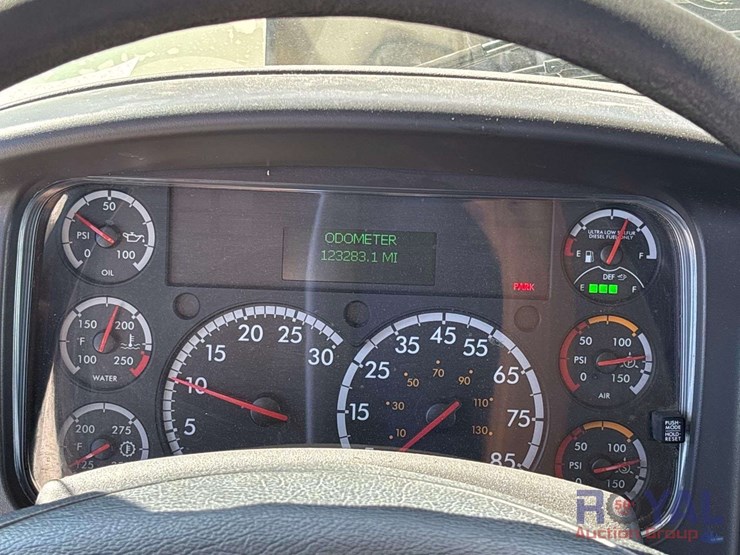 50
PSI
0 100
OIL
ODOMETER
123283.1 MI
PARK
ULTRA LOW SULFUR
DIESEL FUEL ONLY
E F
DEF
E F
150 200
°F
100 250
WATER
5 10 15 20 25 30
15 25 35 45 55 65 75 85
10 30 50 70 90 110 130
50 100
PSI
0 150
AIR
200 275
°F
125
50 100
PSI
0 150
PUSH-
MODE
HOLD-
RESET
ROYAL
Auction Group